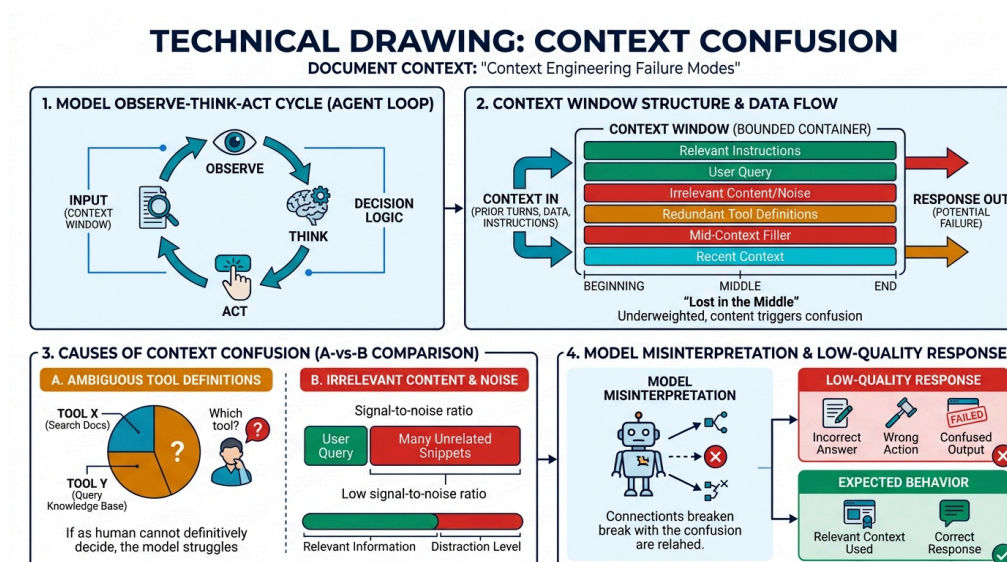 TECHNICAL DRAWING: CONTEXT CONFUSION
DOCUMENT CONTEXT: "Context Engineering Failure Modes"
1. MODEL OBSERVE-THINK-ACT CYCLE (AGENT LOOP)
OBSERVE
INPUT
(CONTEXT
WINDOW)
DECISION
LOGIC
THINK
ACT
2. CONTEXT WINDOW STRUCTURE & DATA FLOW
CONTEXT WINDOW (BOUNDED CONTAINER)
Relevant Instructions
User Query
Irrelevant Content/Noise
Redundant Tool Definitions
Mid-Context Filler
Recent Context
CONTEXT IN
(PRIOR TURNS, DATA,
INSTRUCTIONS)
RESPONSE OUT
(POTENTIAL
FAILURE)
BEGINNING
MIDDLE
END
"Lost in the Middle"
Underweighted, content triggers confusion
3. CAUSES OF CONTEXT CONFUSION (A-vs-B COMPARISON)
A. AMBIGUOUS TOOL DEFINITIONS
TOOL X
(Search Docs)
?
Which
tool?
?
TOOL Y
(Query
Knowledge Base)
If as human cannot definitively
decide, the model struggles
B. IRRELEVANT CONTENT & NOISE
Signal-to-noise ratio
User
Query
Many Unrelated
Snippets
Low signal-to-noise ratio
Relevant Information
Distraction Level
4. MODEL MISINTERPRETATION & LOW-QUALITY RESPONSE
MODEL
MISINTERPRETATION
Connections breaken
break with the confusion
are relahed.
LOW-QUALITY RESPONSE
Incorrect
Answer
Wrong
Action
FAILED
Confused
Output
EXPECTED BEHAVIOR
Relevant Context
Used
Correct
Response